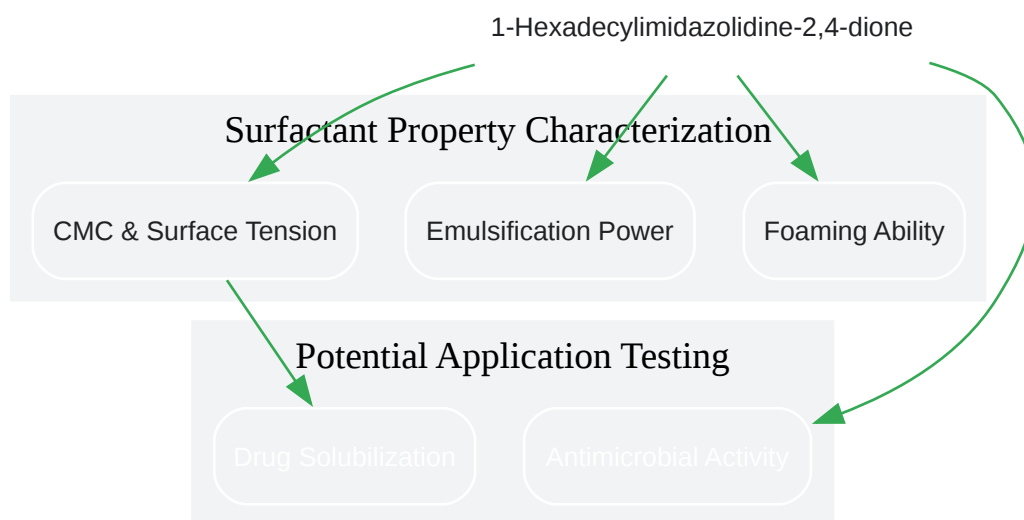 1-Hexadecylimidazolidine-2,4-dione
Surfactant Property Characterization
CMC & Surface Tension
Emulsification Power
Foaming Ability
Potential Application Testing
Drug Solubilization
Antimicrobial Activity